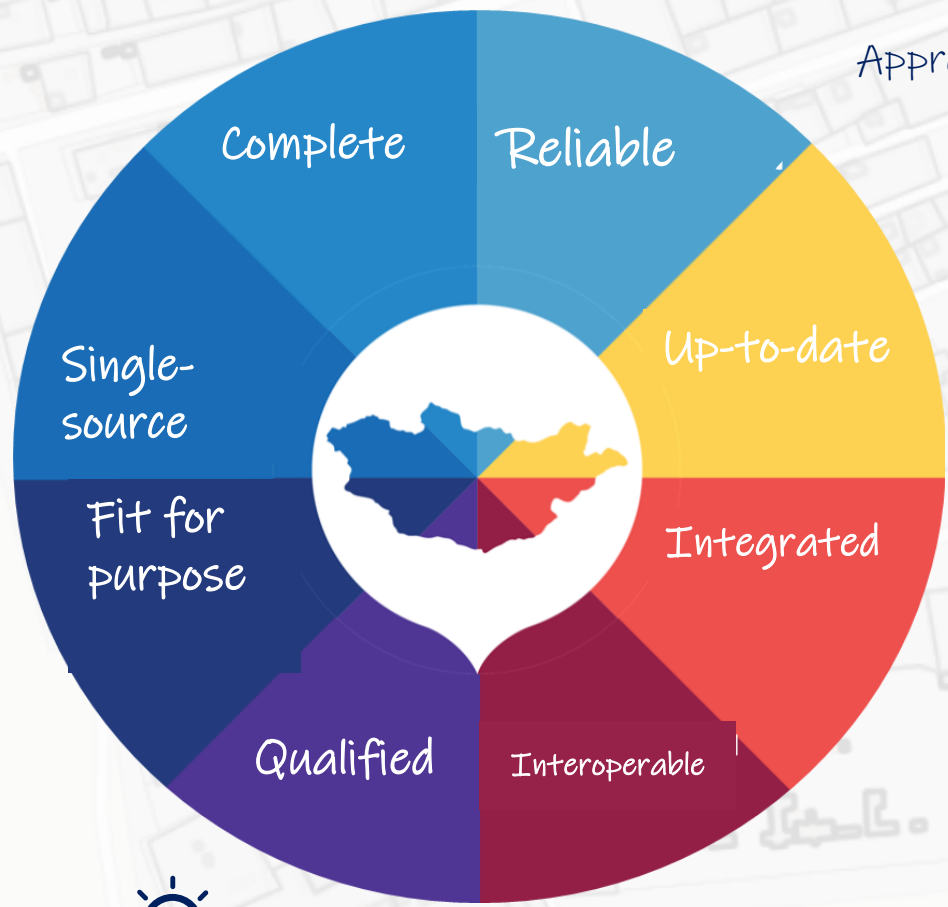 Complete
Reliable
Up-to-date
Integrated
Interoperable
Qualified
Fit for
purpose
Single-
source